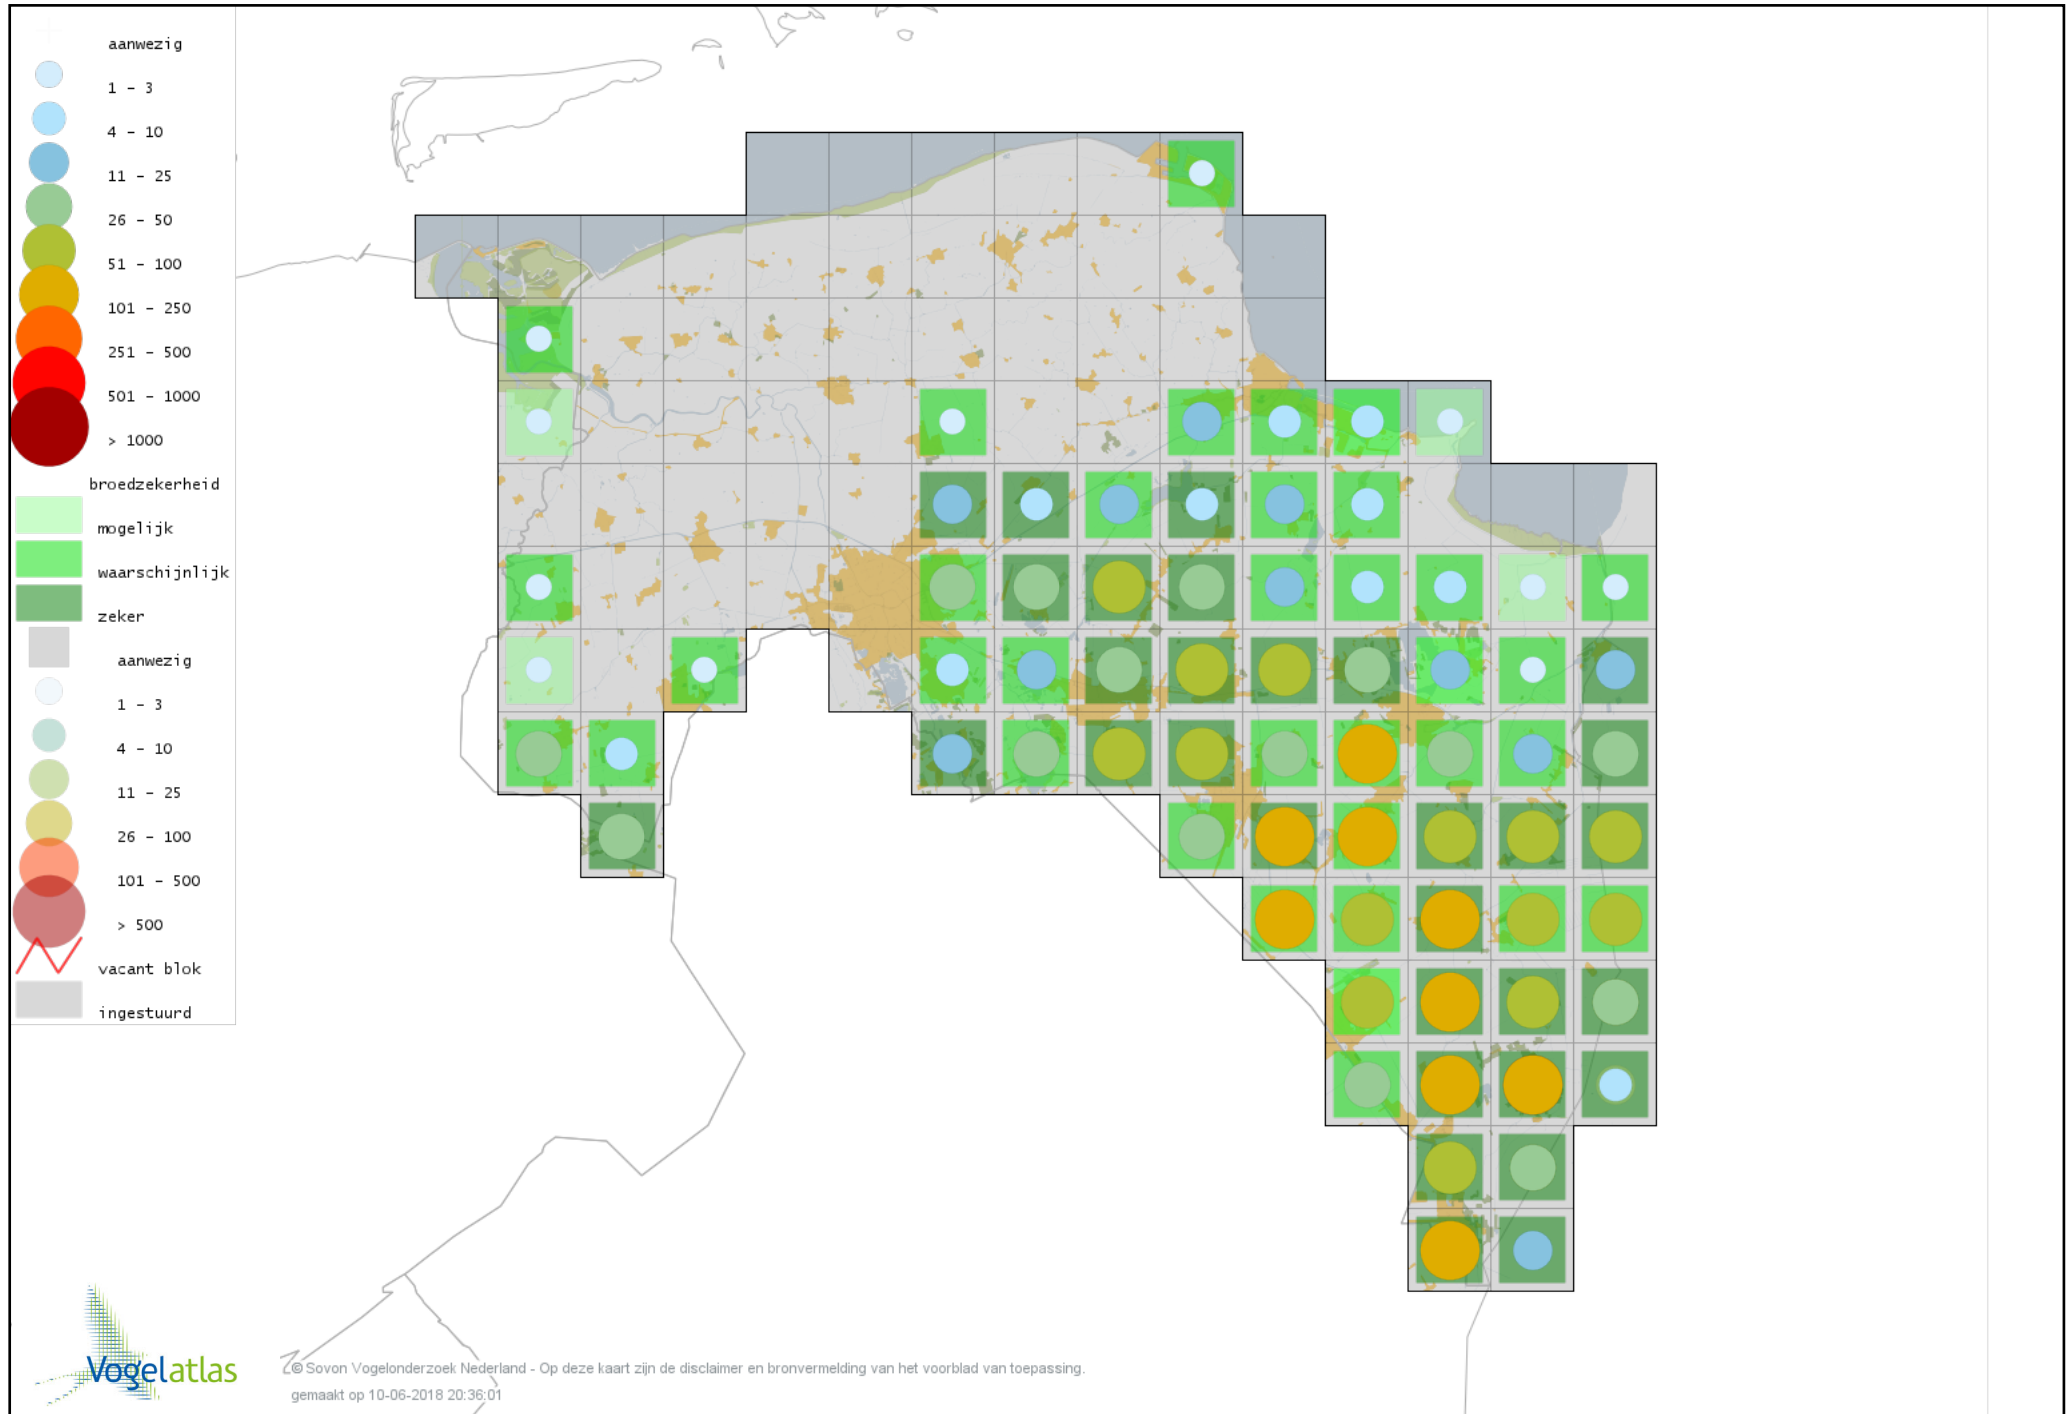 aanwezig
1 - 3
4 - 10
11 - 25
26 - 50
51 - 100
101 - 250
251 - 500
501 - 1000
> 1000
broedzekerheid
mogelijk
waarschijnlijk
zeker
aanwezig
1 - 3
4 - 10
11 - 25
26 - 100
101 - 500
> 500
vacant blok
ingestuurd
Vogelatlas
© Sovon Vogelonderzoek Nederland - Op deze kaart zijn de disclaimer en bronvermelding van het voorblad van toepassing.
gemaakt op 10-06-2018 20:36:01